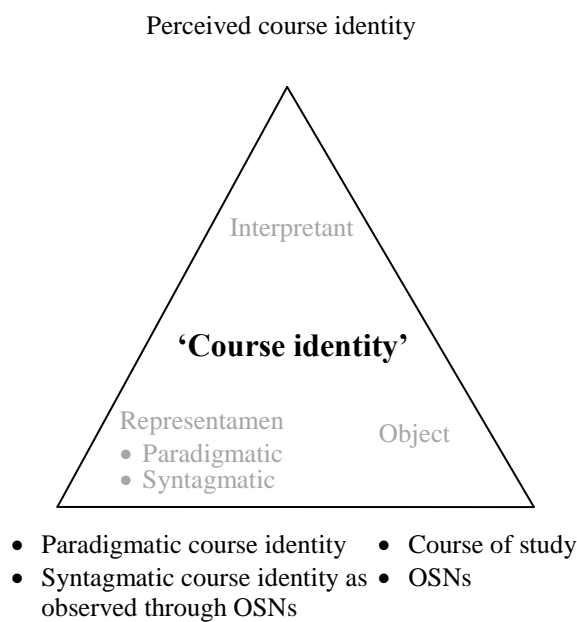 Perceived course identity
Interpretant
‘Course identity’
Representamen
• Paradigmatic
• Syntagmatic
Object
• Paradigmatic course identity
• Syntagmatic course identity as
observed through OSNs
• Course of study
• OSNs